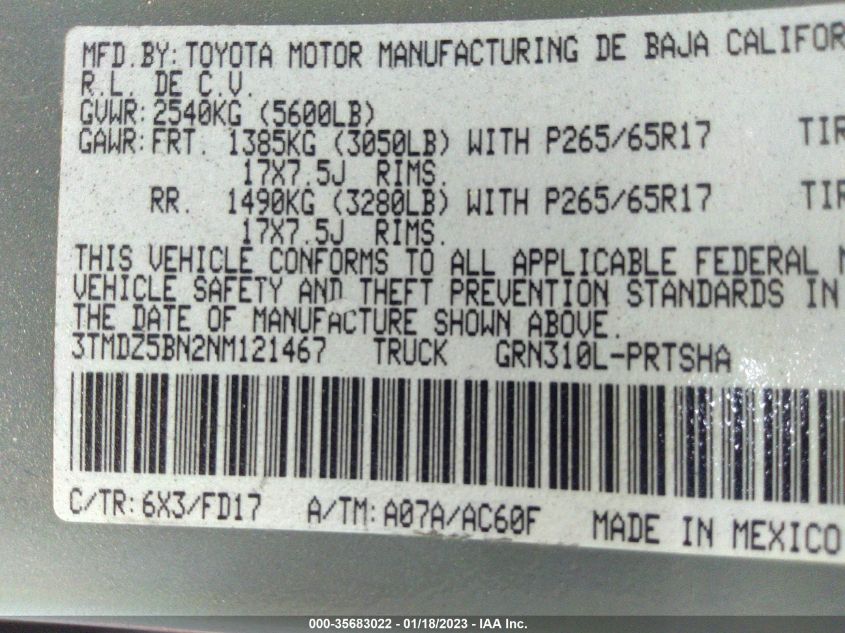 MFD.BY:TOYOTA MOTOR MANUFACTURING DE BAJA CALIFOR
R.L. DE C.V.
GVWR:2540KG (5600LB)
GAWR:FRT. 1385KG (3050LB) WITH P265/65R17 TIR
17X7.5J RIMS.
RR. 1490KG (3280LB) WITH P265/65R17 TIR
17X7.5J RIMS.
THIS VEHICLE CONFORMS TO ALL APPLICABLE FEDERAL M
VEHICLE SAFETY AND THEFT PREVENTION STANDARDS IN
THE DATE OF MANUFACTURE SHOWN ABOVE.
3TMDZ5BN2NM121467 TRUCK GRN310L-PRTSHA
C/TR:6X3/FD17 A/TM:A07A/AC60F MADE IN MEXICO
000-35683022 - 01/18/2023 - IAA Inc.